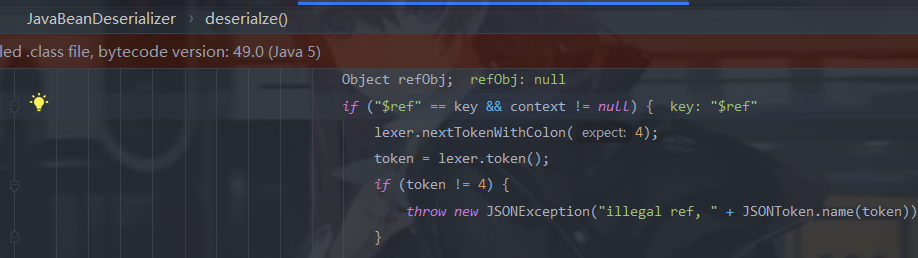 JavaBeanDeserializer › deserialze()
led .class file, bytecode version: 49.0 (Java 5)
Object refObj; refObj: null
if ("$ref" == key && context != null) { key: "$ref"
lexer.nextTokenWithColon( expect: 4);
token = lexer.token();
if (token != 4) {
throw new JSONException("illegal ref, " + JSONToken.name(token))
}